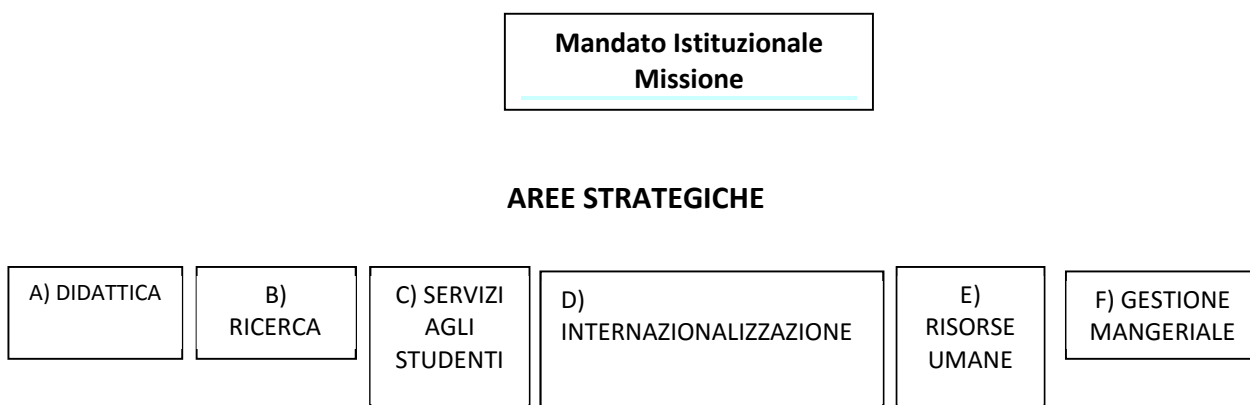 Mandato Istituzionale
Missione
AREE STRATEGICHE
A) DIDATTICA
B)
RICERCA
C) SERVIZI
AGLI
STUDENTI
D)
INTERNAZIONALIZZAZIONE
E)
RISORSE
UMANE
F) GESTIONE
MANGERIALE